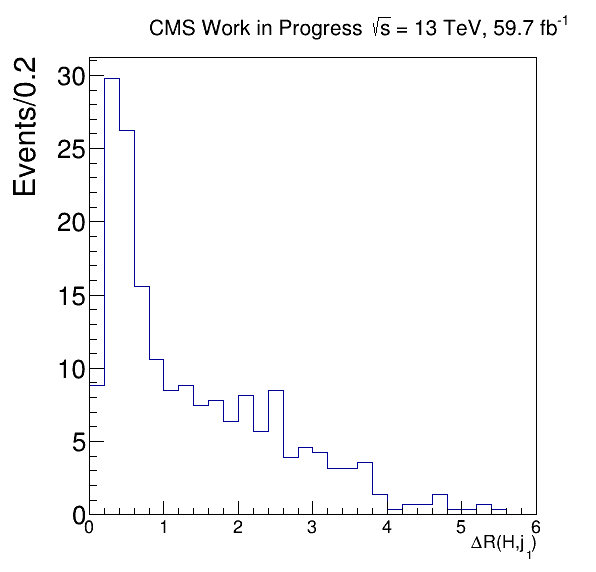 CMS Work in Progress √s = 13 TeV, 59.7 fb⁻¹
Events/0.2
30
25
20
15
10
5
0
0 1 2 3 4 5 6
ΔR(H,j₁)